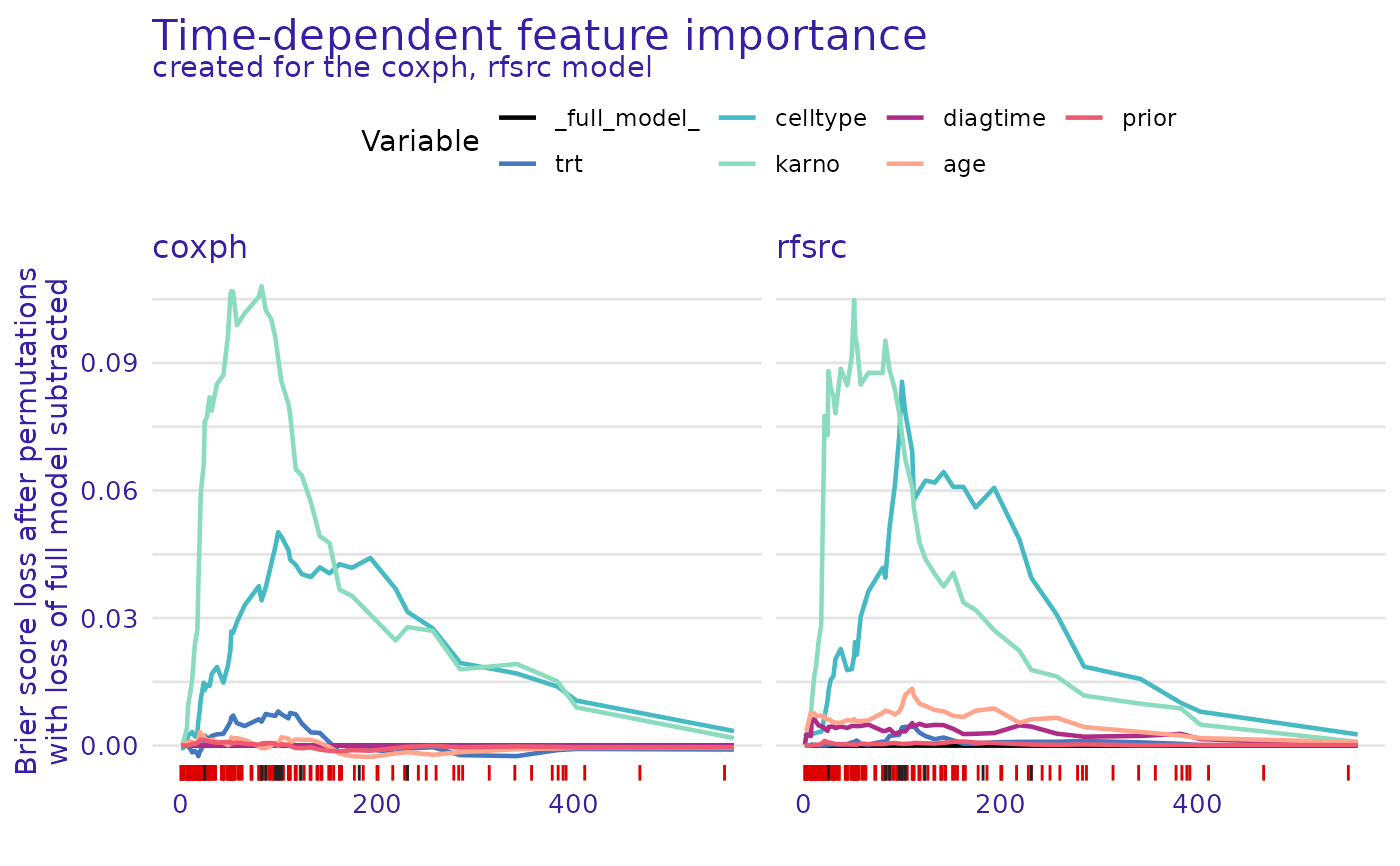 Time-dependent feature importance
created for the coxph, rfsrc model
Variable
_full_model_
celltype
diagtime
prior
trt
karno
age
coxph
rfsrc
Brier score loss after permutations
with loss of full model subtracted
0.09
0.06
0.03
0.00
0
200
400
0
200
400